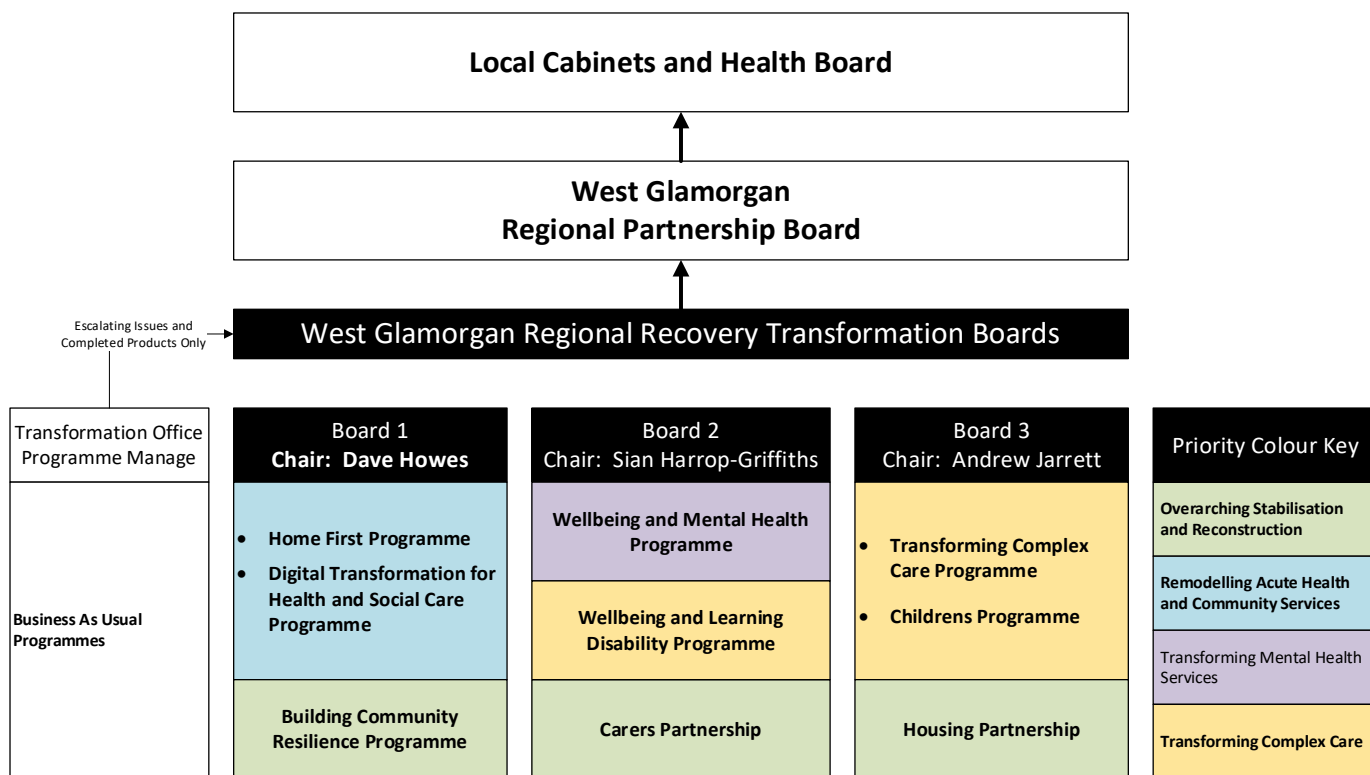 Local Cabinets and Health Board
West Glamorgan
Regional Partnership Board
Escalating Issues and
Completed Products Only
West Glamorgan Regional Recovery Transformation Boards
Transformation Office
Programme Manage
Business As Usual
Programmes
Board 1
Chair:  Dave Howes
• Home First Programme
• Digital Transformation for
Health and Social Care
Programme
Building Community
Resilience Programme
Board 2
Chair:  Sian Harrop-Griffiths
Wellbeing and Mental Health
Programme
Wellbeing and Learning
Disability Programme
Carers Partnership
Board 3
Chair:  Andrew Jarrett
• Transforming Complex
Care Programme
• Childrens Programme
Housing Partnership
Priority Colour Key
Overarching Stabilisation
and Reconstruction
Remodelling Acute Health
and Community Services
Transforming Mental Health
Services
Transforming Complex Care